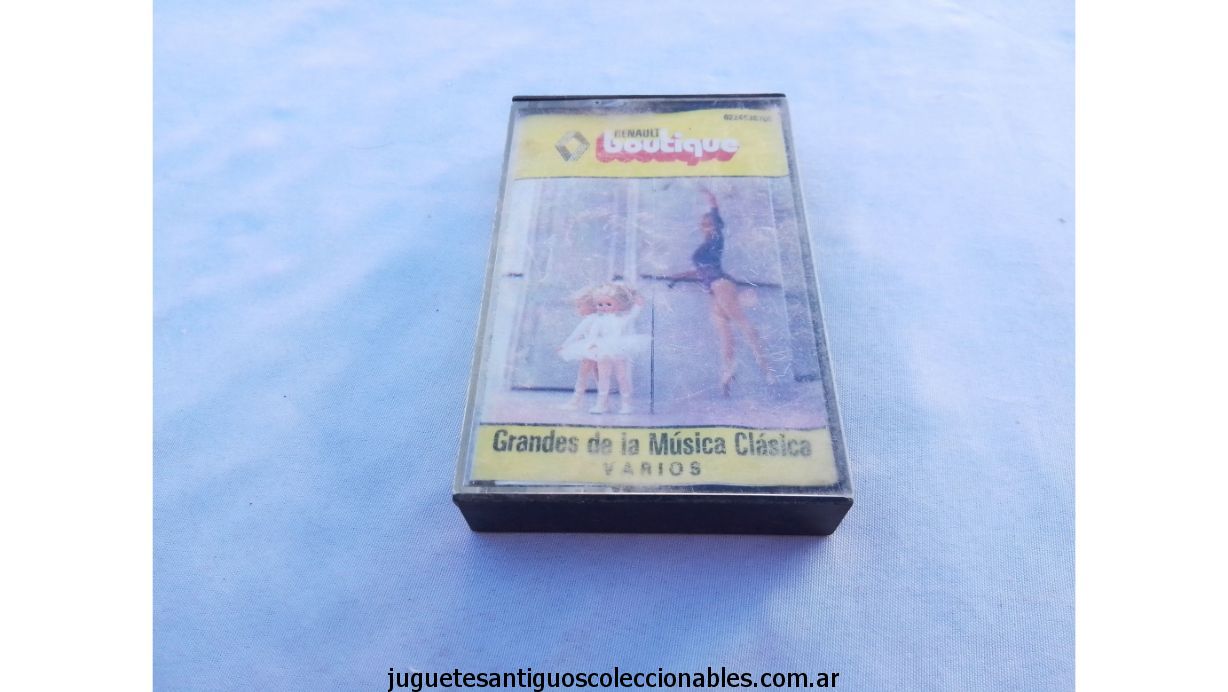 RENAULT
boutique
Grandes de la Música Clásica
VARIOS
juguetesantiguoscoleccionables.com.ar